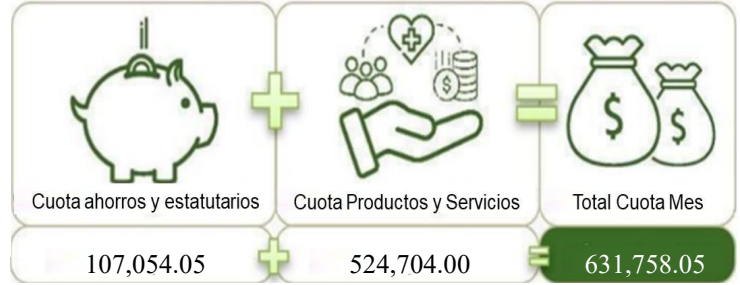 Cuota ahorros y estatutarios
Cuota Productos y Servicios
Total Cuota Mes
107,054.05
524,704.00
631,758.05